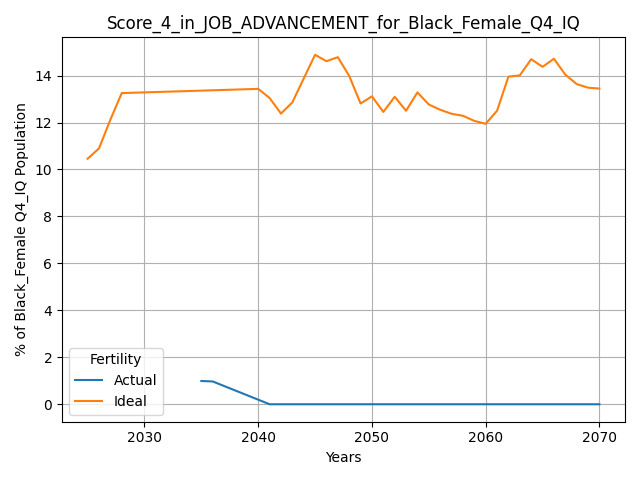 Score_4_in_JOB_ADVANCEMENT_for_Black_Female_Q4_IQ
% of Black_Female Q4_IQ Population
14
12
10
8
6
4
2
0
Fertility
Actual
Ideal
2030 2040 2050 2060 2070
Years